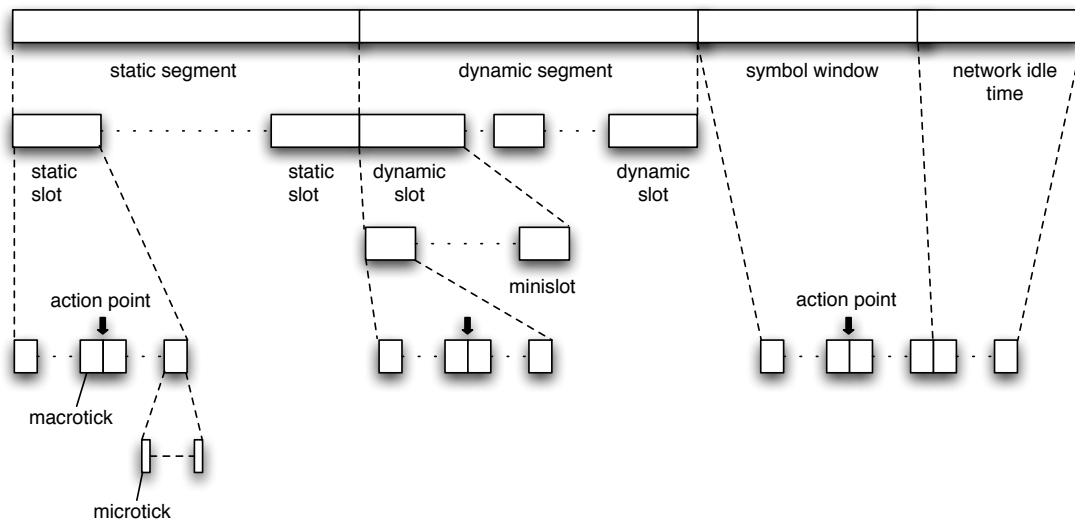 static segment
dynamic segment
symbol window
network idle
time
static
slot
static
slot
dynamic
slot
dynamic
slot
minislot
action point
action point
macrotick
microtick